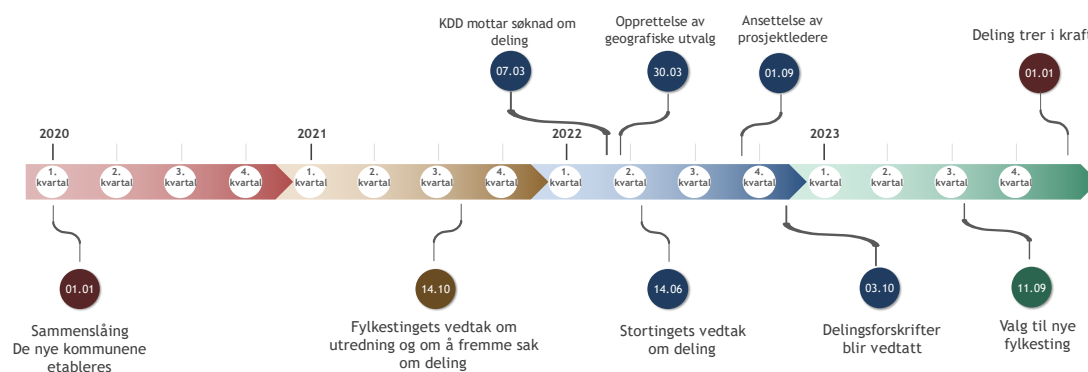 KDD mottar søknad om
deling
07.03
Opprettelse av
geografiske utvalg
30.03
Ansettelse av
prosjektledere
01.09
Deling trer i kraft
01.01
2020
2021
2022
2023
1.
kvartal
2.
kvartal
3.
kvartal
4.
kvartal
1.
kvartal
2.
kvartal
3.
kvartal
4.
kvartal
1.
kvartal
2.
kvartal
3.
kvartal
4.
kvartal
1.
kvartal
2.
kvartal
3.
kvartal
4.
kvartal
01.01
Sammenslåing
De nye kommunene
etableres
14.10
Fylkestingets vedtak om
utredning og om å fremme sak
om deling
14.06
Stortingets vedtak
om deling
03.10
Delingsforskrifter
blir vedtatt
11.09
Valg til nye
fylkesting